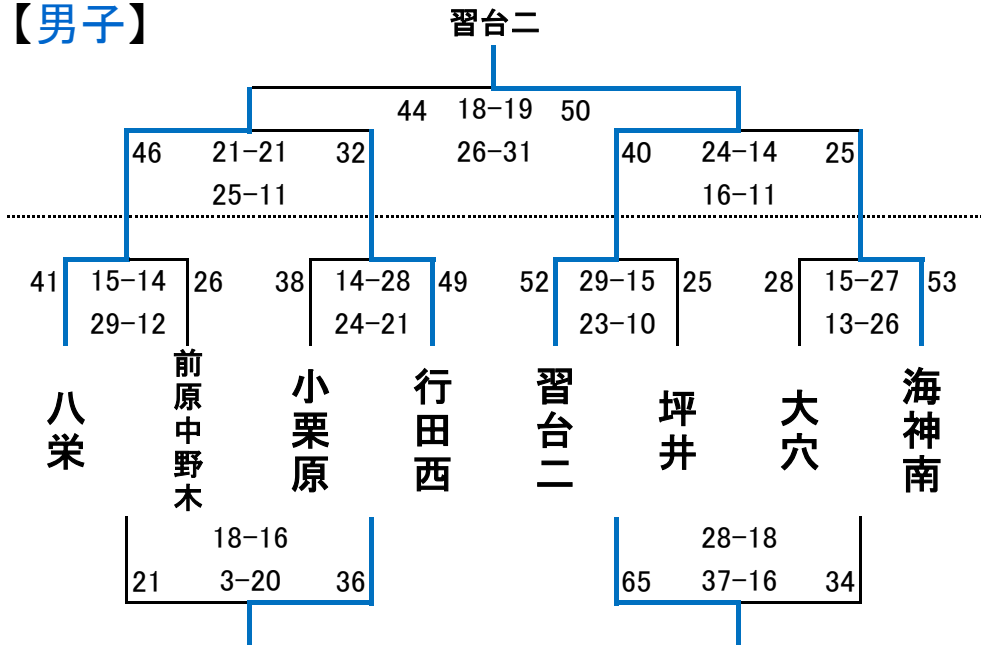 【男子】
習台二
44 18-19 50
26-31
46 21-21 32
25-11
40 24-14 25
16-11
41 15-14 26
29-12
38 14-28 49
24-21
52 29-15 25
23-10
28 15-27 53
13-26
八栄
前原中野木
小栗原
行田西
習台二
坪井
大穴
海神南
18-16
21 3-20 36
28-18
65 37-16 34